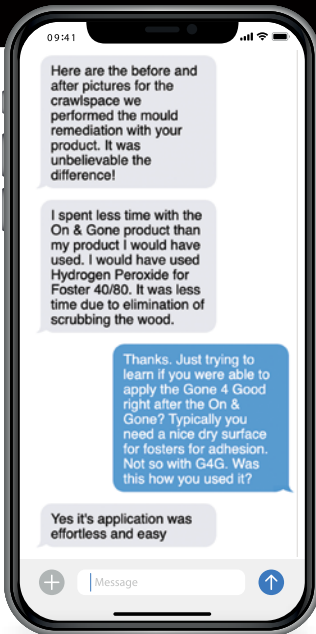 09:41
Here are the before and
after pictures for the
crawlspace we
performed the mould
remediation with your
product. It was
unbelievable the
difference!
I spent less time with the
On & Gone product than
my product I would have
used. I would have used
Hydrogen Peroxide for
Foster 40/80. It was less
time due to elimination of
scrubbing the wood.
Thanks. Just trying to
learn if you were able to
apply the Gone 4 Good
right after the On &
Gone? Typically you
need a nice dry surface
for fosters for adhesion.
Not so with G4G. Was
this how you used it?
Yes it's application was
effortless and easy
Message